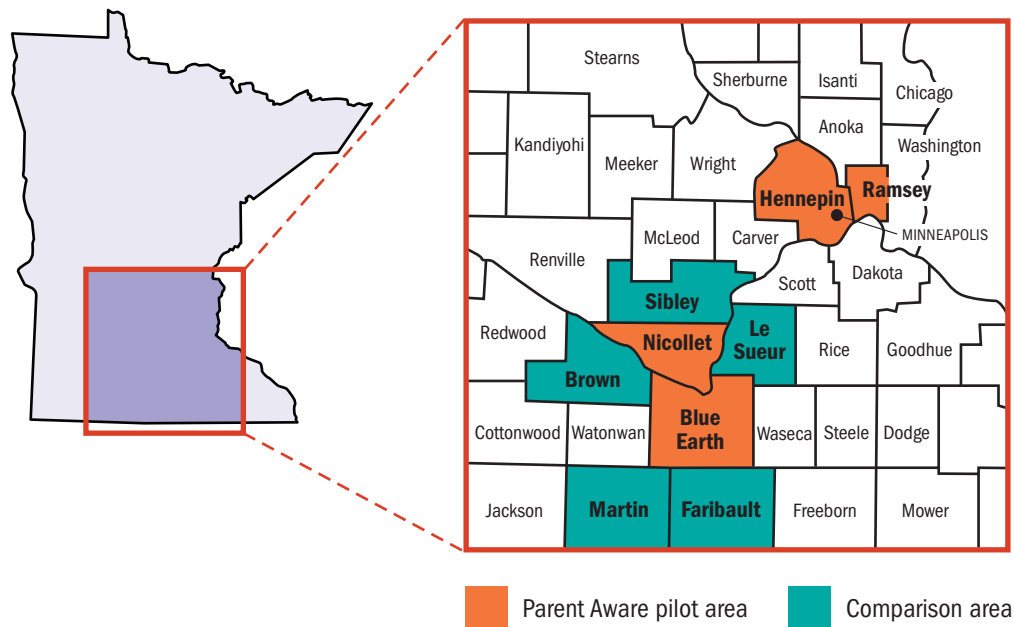 Stearns
Sherburne
Isanti
Chicago
Kandiyohi
Anoka
Washington
Meeker
Wright
Hennepin
Ramsey
MINNEAPOLIS
McLeod
Carver
Renville
Scott
Dakota
Sibley
Redwood
Nicollet
Le
Sueur
Rice
Goodhue
Brown
Blue
Earth
Cottonwood
Watonwan
Waseca
Steele
Dodge
Jackson
Martin
Faribault
Freeborn
Mower
Parent Aware pilot area
Comparison area